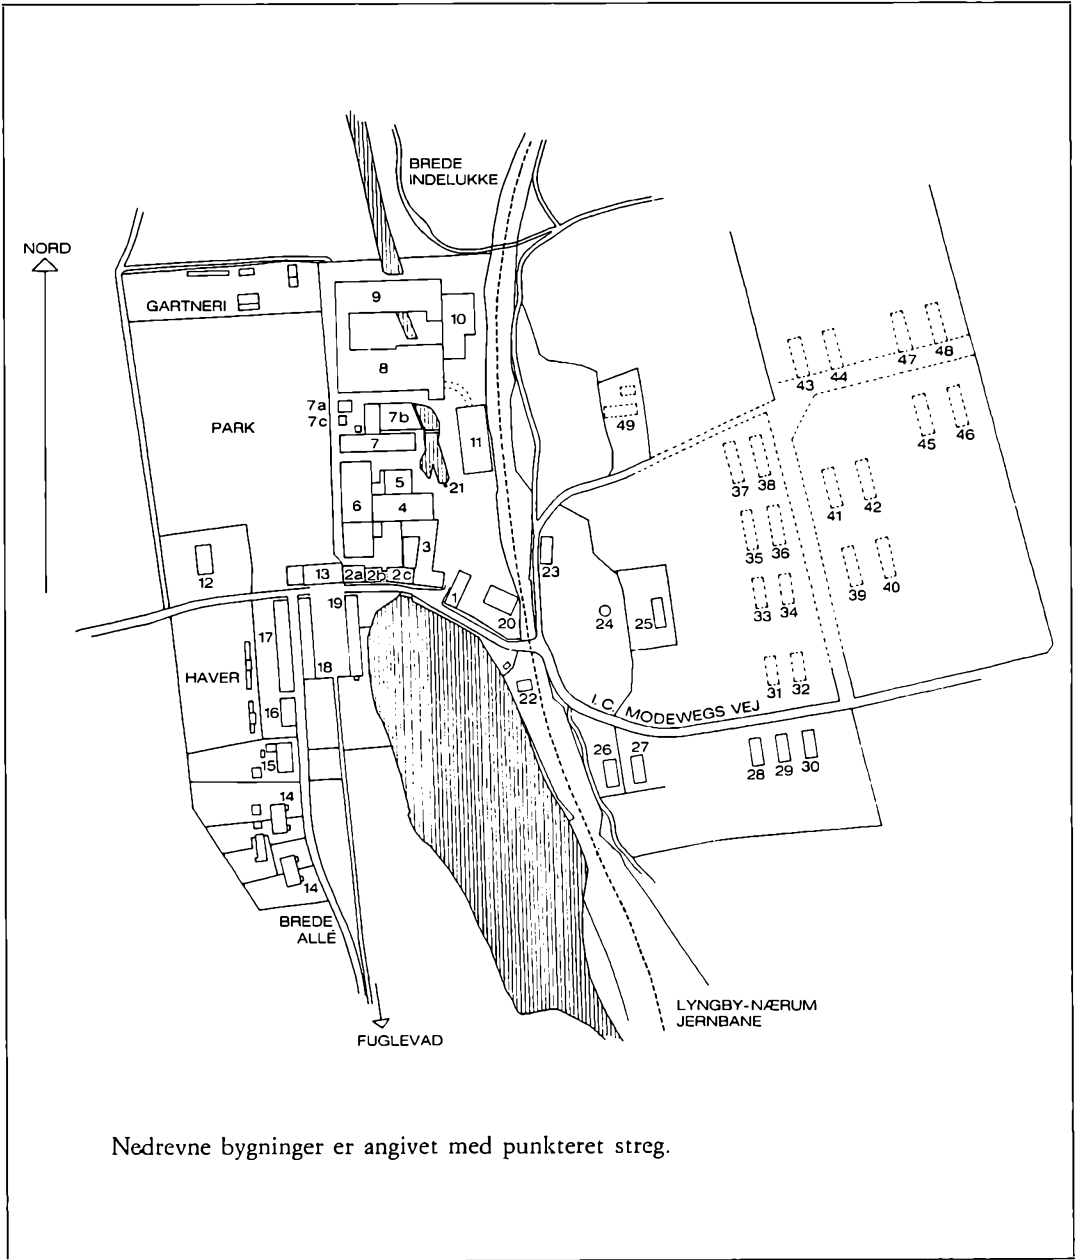 BREDE
INDELUKKE
NORD
GARTNERI
9
10
8
7a
7c
7b
7
11
PARK
5
21
6
4
3
12
13
2a
2b
2c
1
20
23
24
25
49
43
44
47
48
45
46
37
38
41
42
35
36
39
40
33
34
31
32
19
17
18
HAVER
16
15
14
14
22
I.C. MODEWEGS VEJ
26
27
28
29
30
BREDE
ALLÉ
LYNGBY-NÆRUM
JERNBANE
FUGLEVAD
Nedrevne bygninger er angivet med punkteret streg.